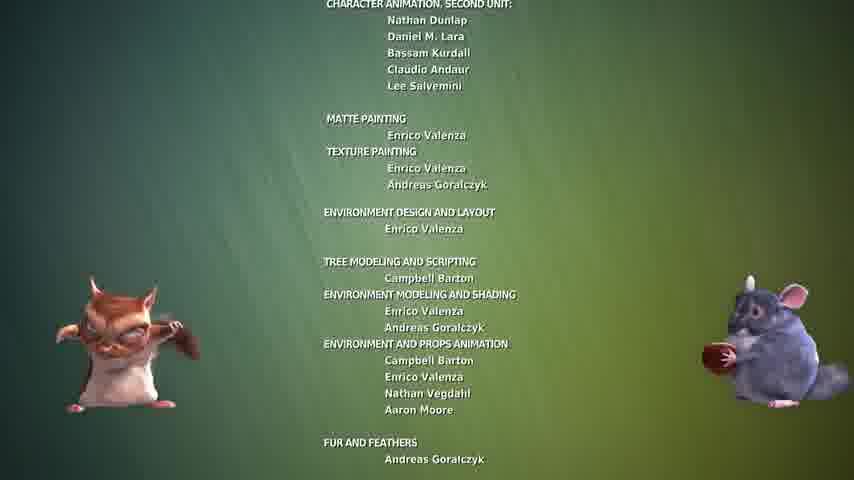 CHARACTER ANIMATION, SECOND UNIT:
Nathan Dunlap
Daniel M. Lara
Bassam Kurdali
Claudio Andaur
Lee Salvemini
MATTE PAINTING
Enrico Valenza
TEXTURE PAINTING
Enrico Valenza
Andreas Goralczyk
ENVIRONMENT DESIGN AND LAYOUT
Enrico Valenza
TREE MODELING AND SCRIPTING
Campbell Barton
ENVIRONMENT MODELING AND SHADING
Enrico Valenza
Andreas Goralczyk
ENVIRONMENT AND PROPS ANIMATION
Campbell Barton
Enrico Valenza
Nathan Vegdahl
Aaron Moore
FUR AND FEATHERS
Andreas Goralczyk